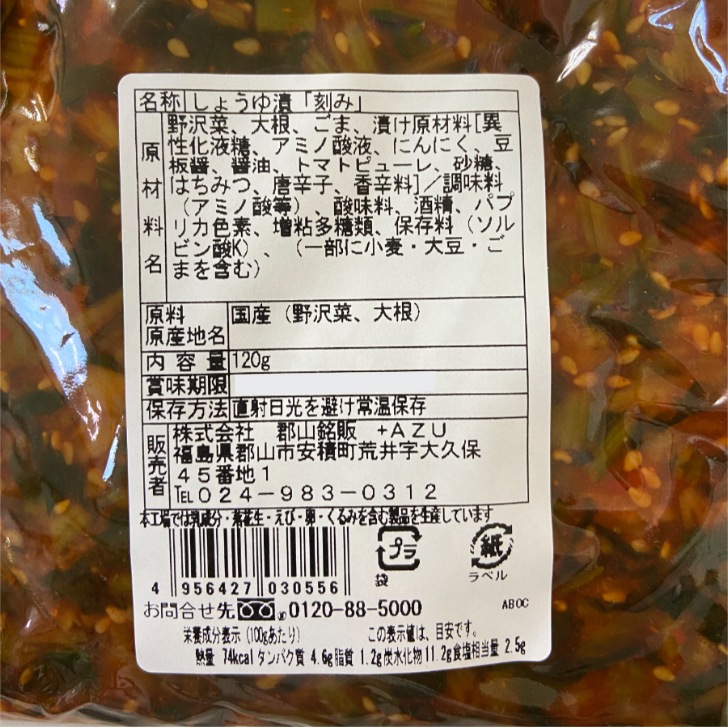 名称 しょうゆ漬「刻み」
原材料名 野沢菜、大根、ごま、漬け原材料[異
性化液糖、アミノ酸液、にんにく、豆
板醤、醤油、トマトピューレ、砂糖、
はちみつ、唐辛子、香辛料]／調味料
（アミノ酸等）、酸味料、酒精、パプ
リカ色素、増粘多糖類、保存料（ソル
ビン酸K）、（一部に小麦・大豆・ご
まを含む）
原料
原産地名 国産（野沢菜、大根）
内容量 120g
賞味期限
保存方法 直射日光を避け常温保存
販売者 株式会社 郡山銘販 +AZU
福島県郡山市安積町荒井字大久保
４５番地１
TEL０２４－９８３－０３１２
本工場では乳成分・落花生・えび・卵・くるみを含む製品を生産しています
4 956427 030556
プラ
袋
紙
ラベル
お問合せ先 0120-88-5000
ABOC
栄養成分表示（100gあたり） この表示値は、目安です。
熱量 74kcal タンパク質 4.6g 脂質 1.2g 炭水化物 11.2g 食塩相当量 2.5g